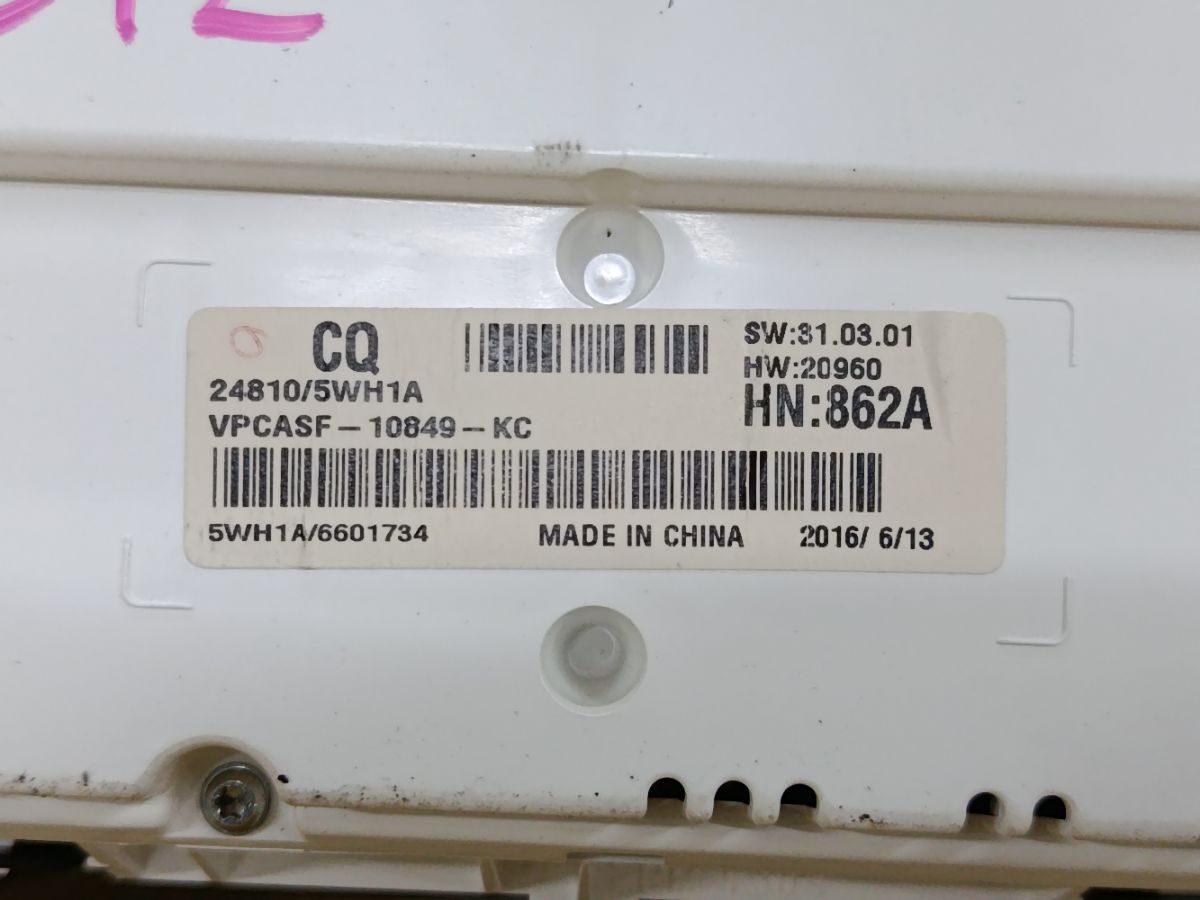 CQ
24810/5WH1A
VPCASF-10849-KC
SW:31.03.01
HW:20960
HN:862A
5WH1A/6601734 MADE IN CHINA 2016/ 6/13